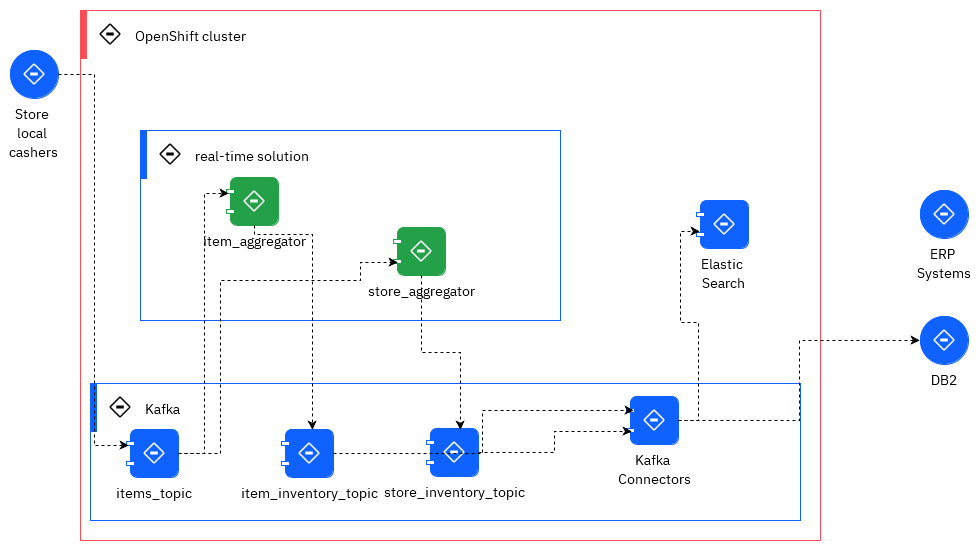 OpenShift cluster
Store
local
cashers
real-time solution
item_aggregator
store_aggregator
Elastic
Search
ERP
Systems
DB2
Kafka
items_topic
item_inventory_topic
store_inventory_topic
Kafka
Connectors